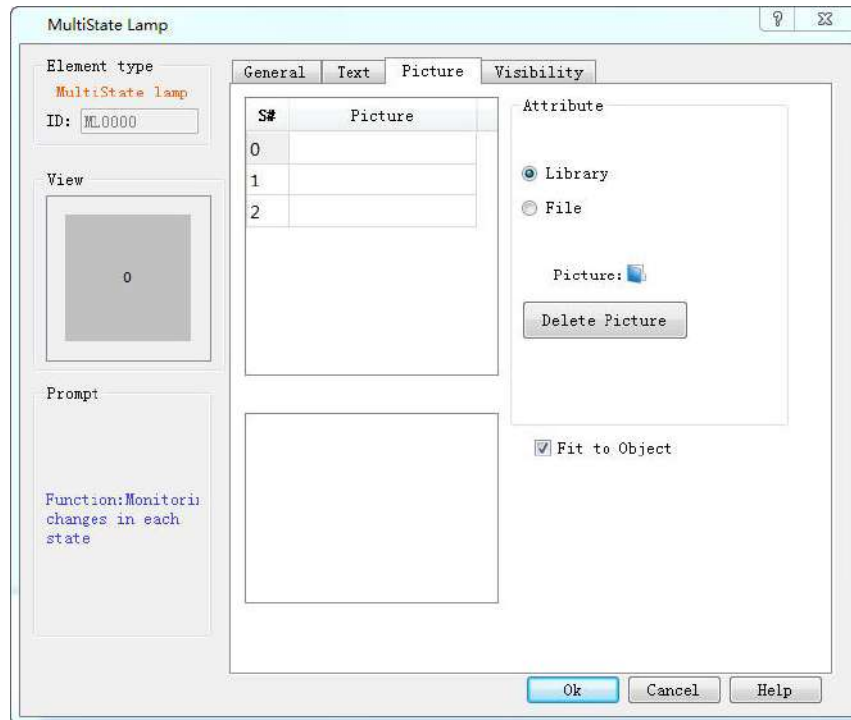 MultiState Lamp
Element type
MultiState lamp
ID: ML0000
View
0
Prompt
Function:Monitorin
changes in each
state
General Text Picture Visibility
S# Picture
0
1
2
Attribute
Library
File
Picture:
Delete Picture
Fit to Object
Ok Cancel Help